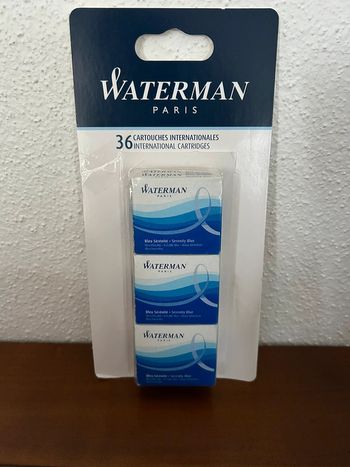 WATERMAN
PARIS
36 CARTOUCHES INTERNATIONALES
INTERNATIONAL CARTRIDGES
WATERMAN
PARIS
Bleu Sérénité • Serenity Blue
WATERMAN
PARIS
Bleu Sérénité • Serenity Blue
WATERMAN
PARIS
Bleu Sérénité • Serenity Blue